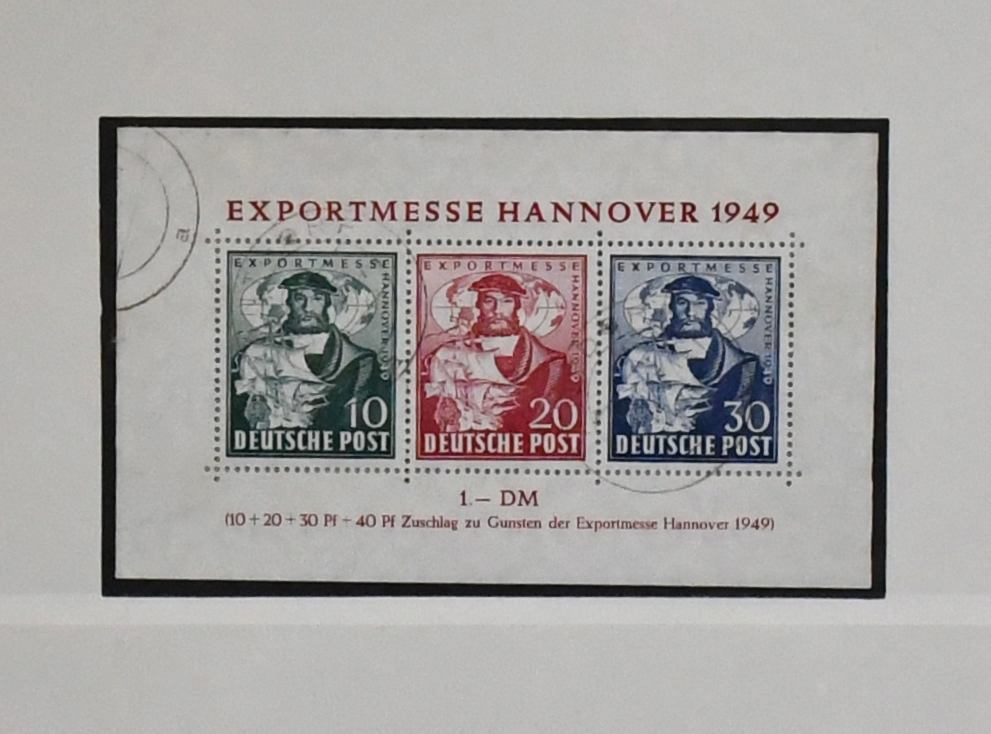 EXPORTMESSE HANNOVER 1949
EXPORTMESSE
HANNOVER 1949
10
DEUTSCHE POST
EXPORTMESSE
HANNOVER 1949
20
DEUTSCHE POST
EXPORTMESSE
HANNOVER 1949
30
DEUTSCHE POST
1.— DM
(10 + 20 + 30 Pf + 40 Pf Zuschlag zu Gunsten der Exportmesse Hannover 1949)
a